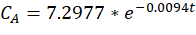 C_A = 7.2977 * e^{-0.0094t}